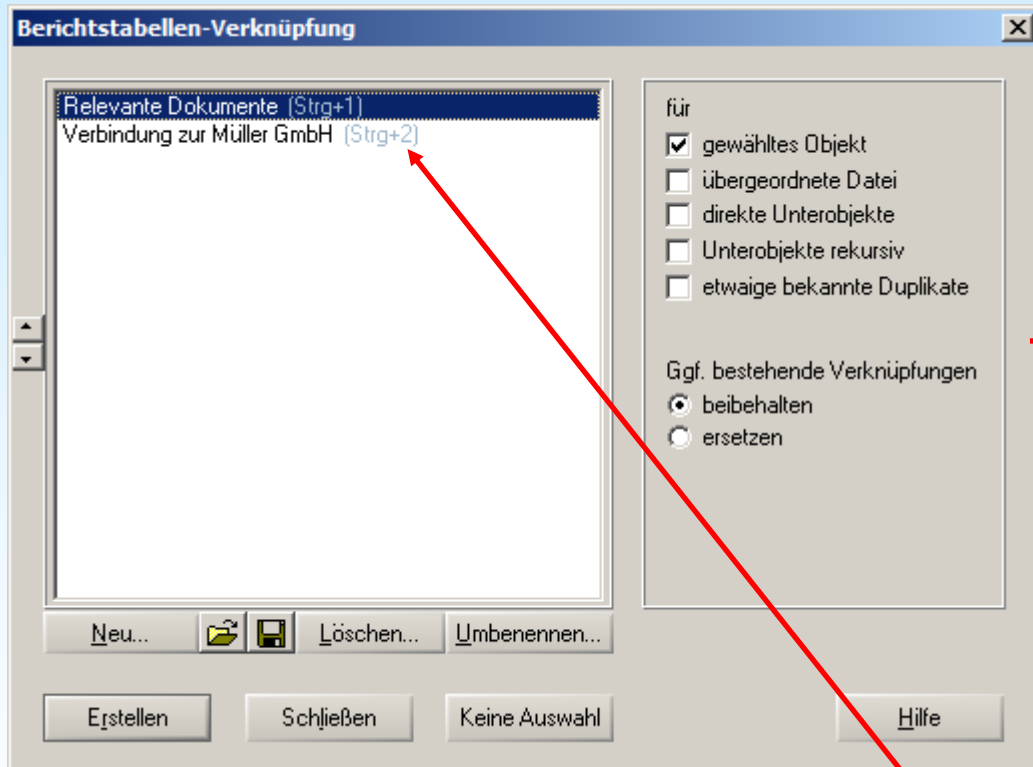 Berichtstabellen-Verknüpfung
Relevante Dokumente (Strg+1)
Verbindung zur Müller GmbH (Strg+2)
für
gewähltes Objekt
übergeordnete Datei
direkte Unterobjekte
Unterobjekte rekursiv
etwaige bekannte Duplikate
Ggf. bestehende Verknüpfungen
beibehalten
ersetzen
Neu... Löschen... Umbenennen...
Erstellen Schließen Keine Auswahl Hilfe